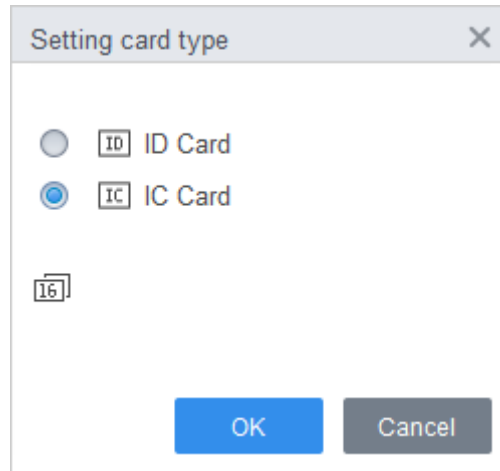 Setting card type
ID ID Card
IC IC Card
16
OK Cancel